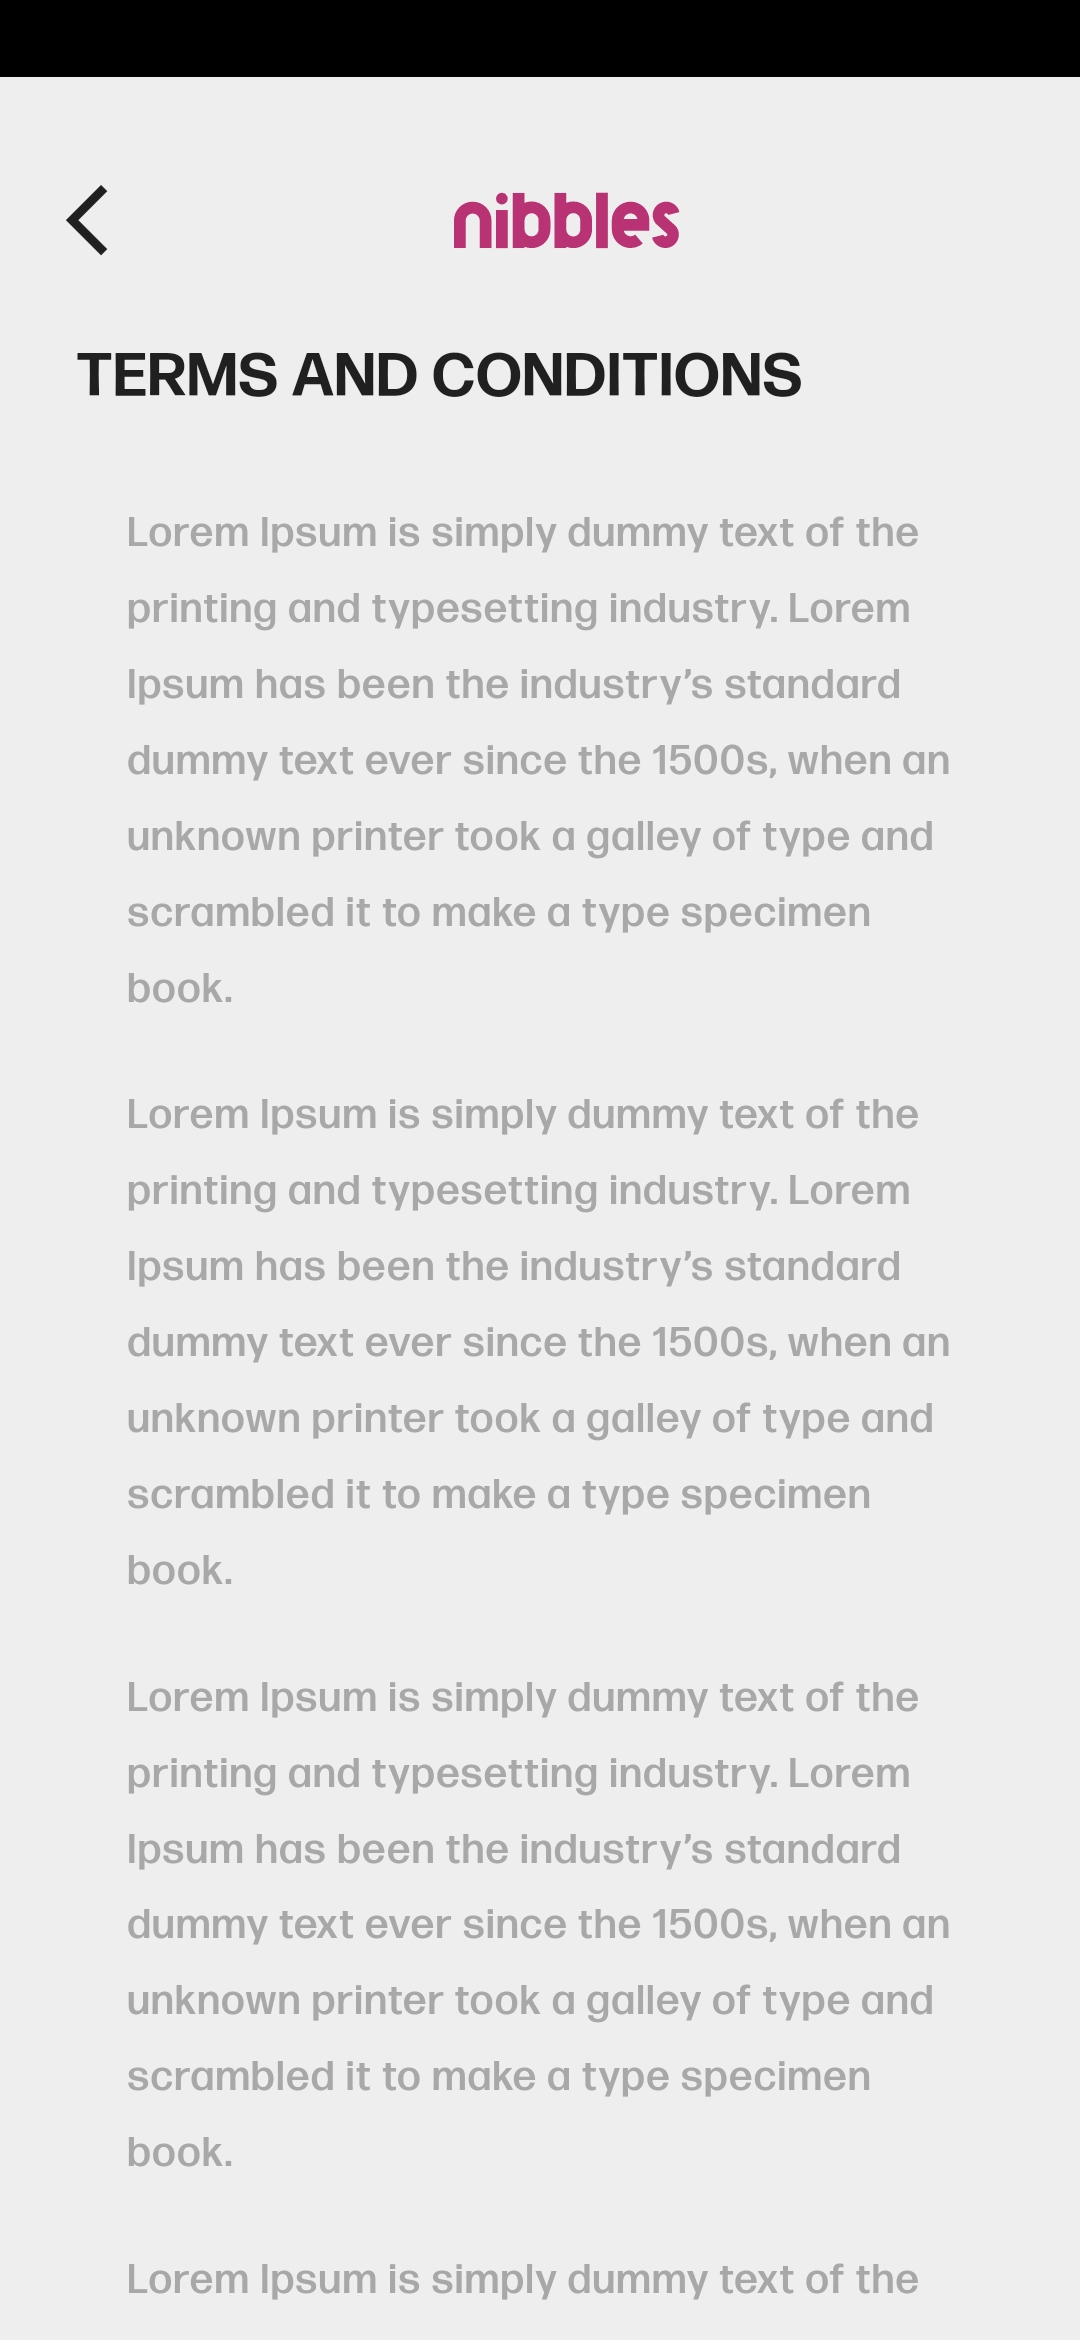 nibbles
TERMS AND CONDITIONS
Lorem Ipsum is simply dummy text of the
printing and typesetting industry. Lorem
Ipsum has been the industry’s standard
dummy text ever since the 1500s, when an
unknown printer took a galley of type and
scrambled it to make a type specimen
book.
Lorem Ipsum is simply dummy text of the
printing and typesetting industry. Lorem
Ipsum has been the industry’s standard
dummy text ever since the 1500s, when an
unknown printer took a galley of type and
scrambled it to make a type specimen
book.
Lorem Ipsum is simply dummy text of the
printing and typesetting industry. Lorem
Ipsum has been the industry’s standard
dummy text ever since the 1500s, when an
unknown printer took a galley of type and
scrambled it to make a type specimen
book.
Lorem Ipsum is simply dummy text of the